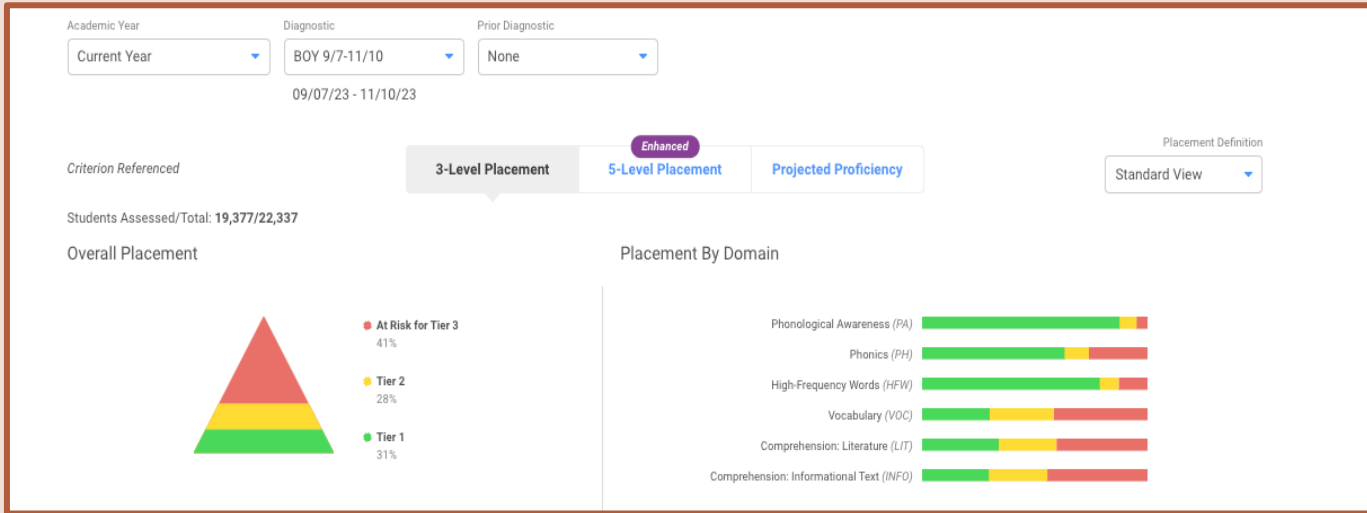 Academic Year
Diagnostic
Prior Diagnostic
Current Year
BOY 9/7-11/10
None
09/07/23 - 11/10/23
Criterion Referenced
3-Level Placement
Enhanced
5-Level Placement
Projected Proficiency
Placement Definition
Standard View
Students Assessed/Total: 19,377/22,337
Overall Placement
At Risk for Tier 3
41%
Tier 2
28%
Tier 1
31%
Placement By Domain
Phonological Awareness (PA)
Phonics (PH)
High-Frequency Words (HFW)
Vocabulary (VOC)
Comprehension: Literature (LIT)
Comprehension: Informational Text (INFO)